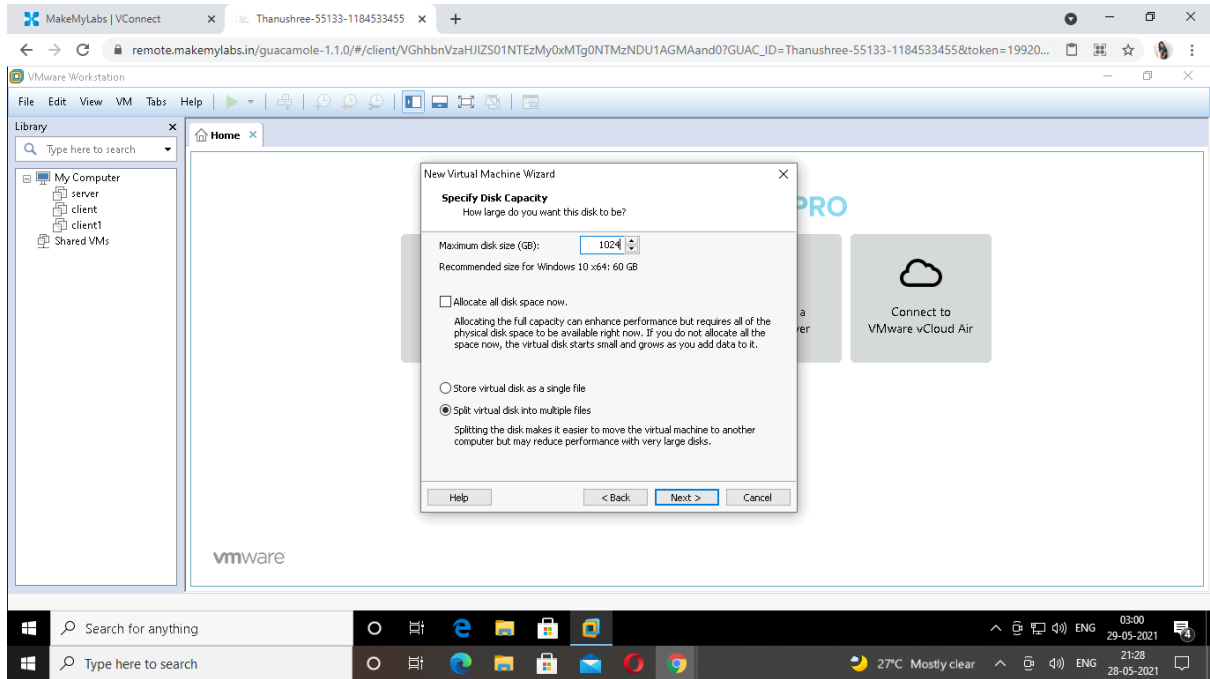 MakeMyLabs | VConnect
Thanushree-55133-1184533455
remote.makemylabs.in/guacamole-1.1.0/#/client/VGhhbnVzaHJlZS01NTEzMy0xMTg0NTMzNDU1AGMAand0?GUAC_ID=Thanushree-55133-1184533455&token=19920...
VMware Workstation
File Edit View VM Tabs Help
Library
Type here to search
My Computer
server
client
client1
Shared VMs
Home
PRO
New Virtual Machine Wizard
Specify Disk Capacity
How large do you want this disk to be?
Maximum disk size (GB): 1024
Recommended size for Windows 10 x64: 60 GB
Allocate all disk space now.
Allocating the full capacity can enhance performance but requires all of the
physical disk space to be available right now. If you do not allocate all the
space now, the virtual disk starts small and grows as you add data to it.
Store virtual disk as a single file
Split virtual disk into multiple files
Splitting the disk makes it easier to move the virtual machine to another
computer but may reduce performance with very large disks.
Help < Back Next > Cancel
a
er
Connect to
VMware vCloud Air
vmware
Search for anything
ENG
03:00
29-05-2021
4
Type here to search
27°C Mostly clear
ENG
21:28
28-05-2021